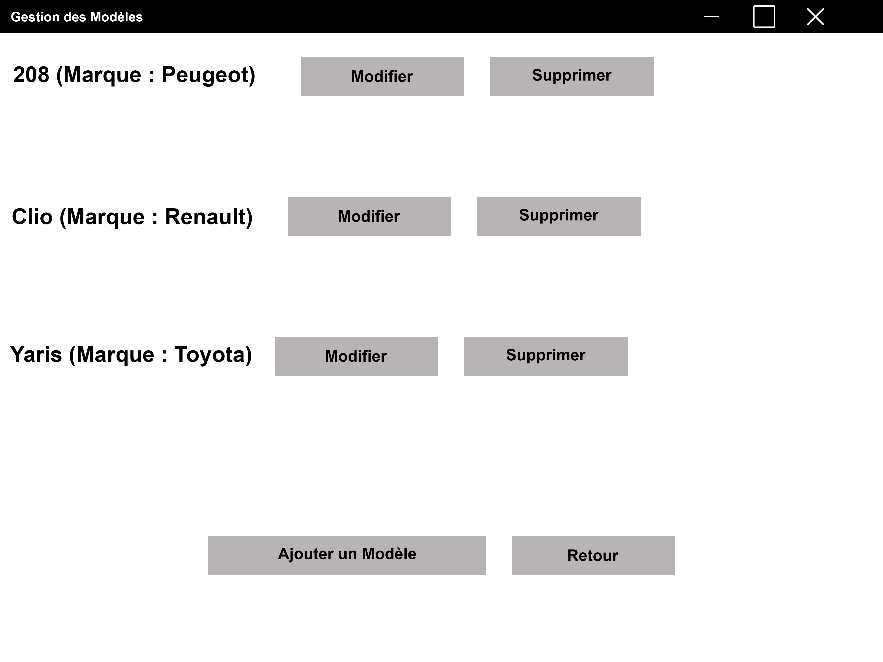 Gestion des Modèles
208 (Marque : Peugeot) Modifier Supprimer
Clio (Marque : Renault) Modifier Supprimer
Yaris (Marque : Toyota) Modifier Supprimer
Ajouter un Modèle Retour